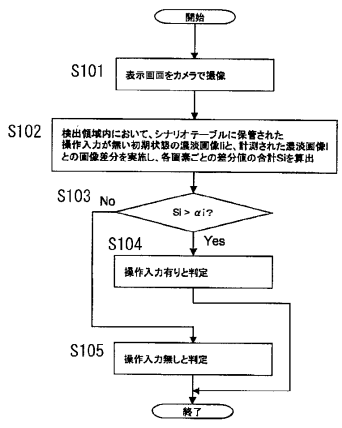 開始
S101
表示画面をカメラで撮像
S102
検出領域内において、シナリオテーブルに保管された
操作入力が無い初期状態の濃淡画像Iiと、計測された濃淡画像I
との画像差分を実施し、各画素ごとの差分値の合計Siを算出
S103
No
Si > αi?
Yes
S104
操作入力有りと判定
S105
操作入力無しと判定
終了